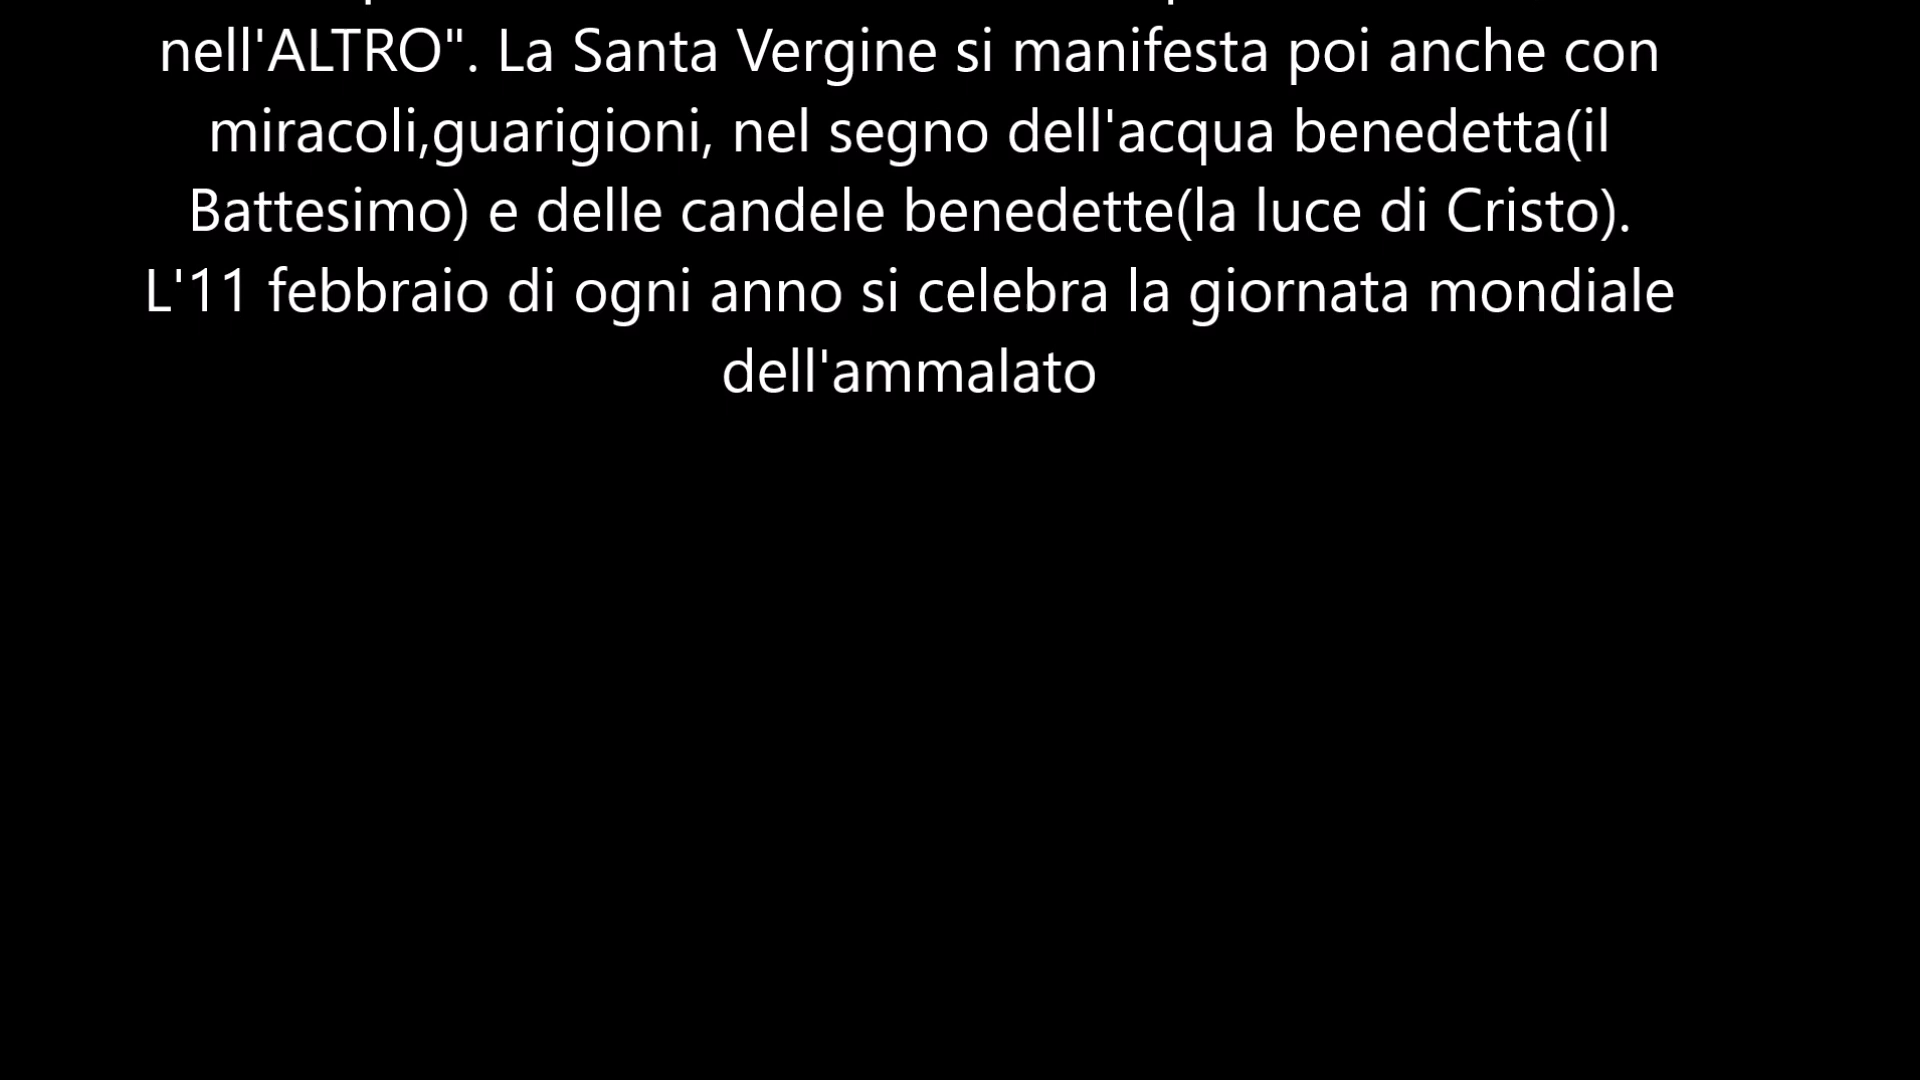 nell'ALTRO". La Santa Vergine si manifesta poi anche con
miracoli,guarigioni, nel segno dell'acqua benedetta(il
Battesimo) e delle candele benedette(la luce di Cristo).
L'11 febbraio di ogni anno si celebra la giornata mondiale
dell'ammalato